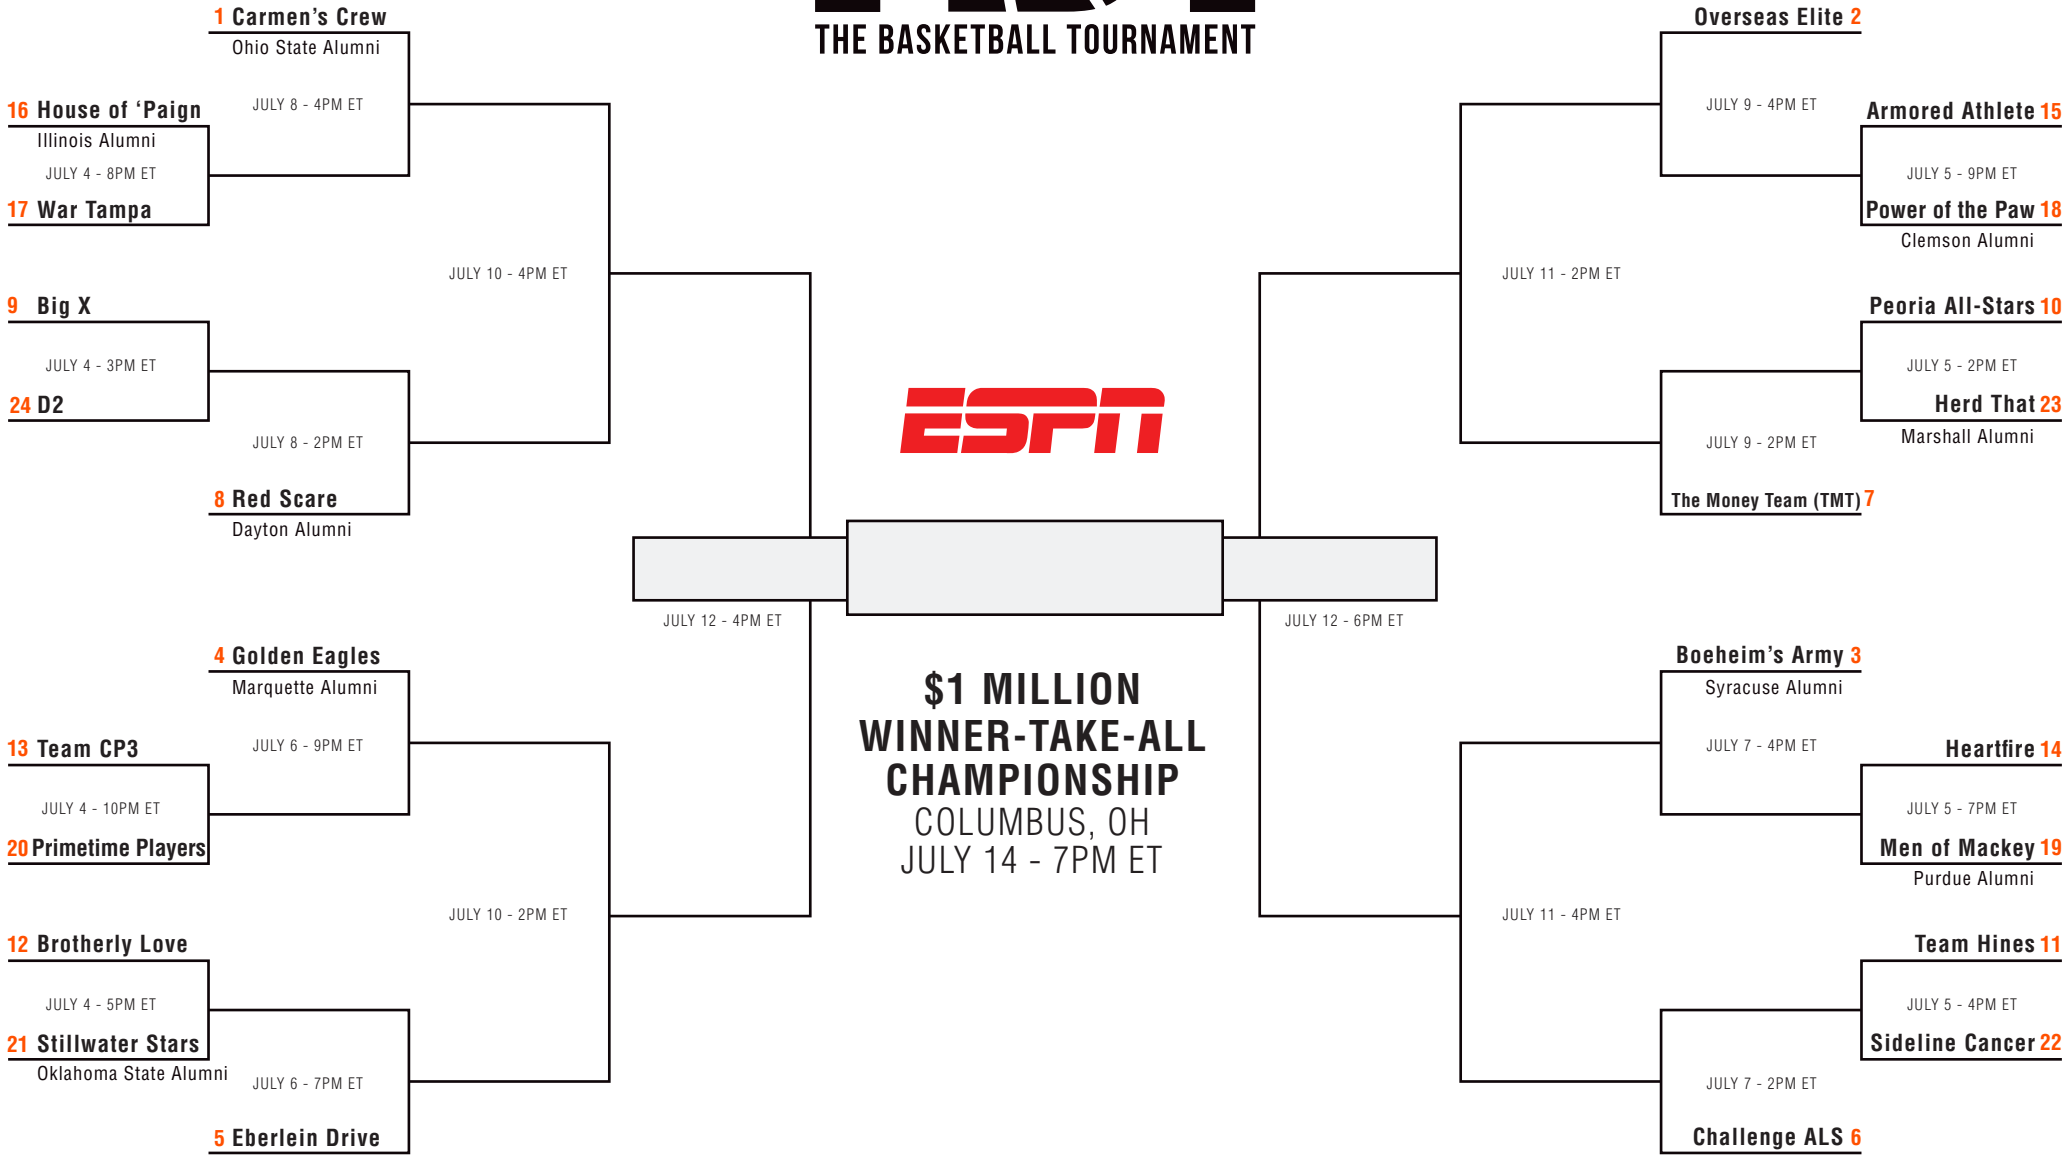 THE BASKETBALL TOURNAMENT
1 Carmen’s Crew
Ohio State Alumni
JULY 8 - 4PM ET
16 House of ‘Paign
Illinois Alumni
JULY 4 - 8PM ET
17 War Tampa
JULY 10 - 4PM ET
9 Big X
JULY 4 - 3PM ET
24 D2
JULY 8 - 2PM ET
8 Red Scare
Dayton Alumni
JULY 12 - 4PM ET
4 Golden Eagles
Marquette Alumni
JULY 6 - 9PM ET
13 Team CP3
JULY 4 - 10PM ET
20 Primetime Players
JULY 10 - 2PM ET
12 Brotherly Love
JULY 4 - 5PM ET
21 Stillwater Stars
Oklahoma State Alumni
JULY 6 - 7PM ET
5 Eberlein Drive
ESPN
$1 MILLION
WINNER-TAKE-ALL
CHAMPIONSHIP
COLUMBUS, OH
JULY 14 - 7PM ET
Overseas Elite 2
JULY 9 - 4PM ET
Armored Athlete 15
JULY 5 - 9PM ET
Power of the Paw 18
Clemson Alumni
JULY 11 - 2PM ET
Peoria All-Stars 10
JULY 5 - 2PM ET
Herd That 23
Marshall Alumni
JULY 9 - 2PM ET
The Money Team (TMT) 7
JULY 12 - 6PM ET
Boeheim’s Army 3
Syracuse Alumni
JULY 7 - 4PM ET
Heartfire 14
JULY 5 - 7PM ET
Men of Mackey 19
Purdue Alumni
JULY 11 - 4PM ET
Team Hines 11
JULY 5 - 4PM ET
Sideline Cancer 22
JULY 7 - 2PM ET
Challenge ALS 6